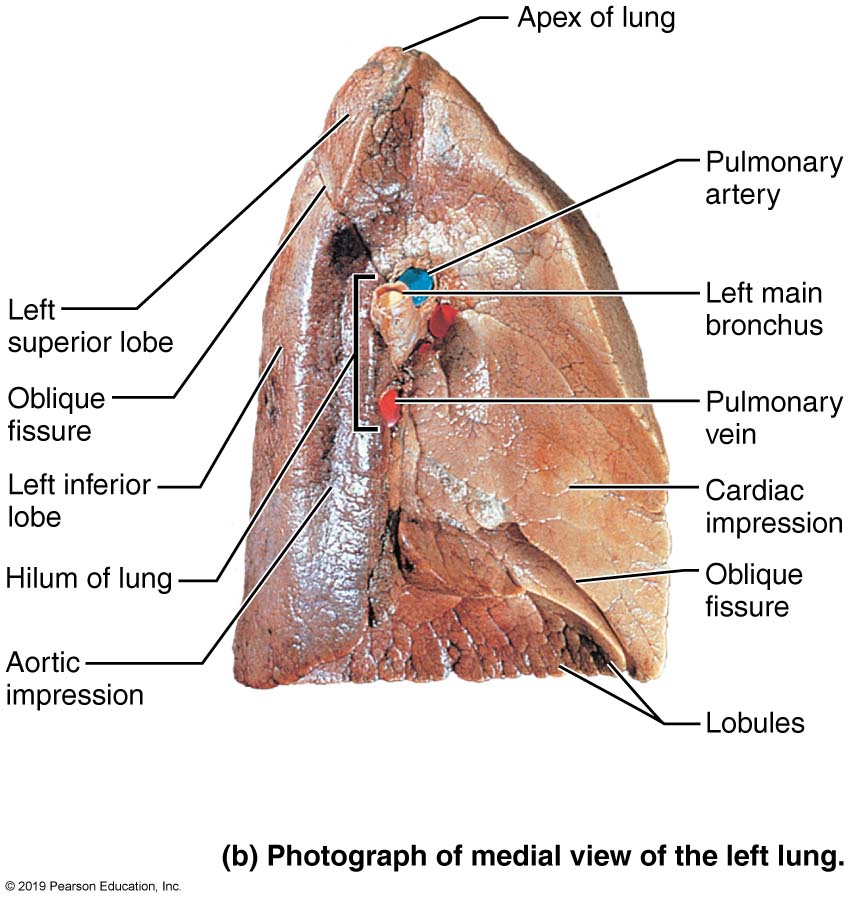 Apex of lung
Pulmonary
artery
Left main
bronchus
Pulmonary
vein
Cardiac
impression
Oblique
fissure
Lobules
Left
superior lobe
Oblique
fissure
Left inferior
lobe
Hilum of lung
Aortic
impression
(b) Photograph of medial view of the left lung.
© 2019 Pearson Education, Inc.